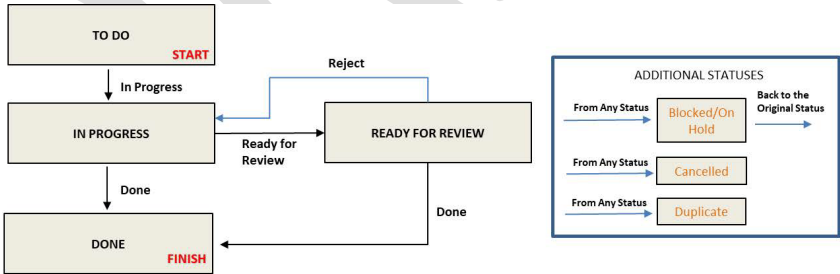 TO DO
START
In Progress
Reject
IN PROGRESS
Ready for
Review
READY FOR REVIEW
Done
Done
DONE
FINISH
ADDITIONAL STATUSES
From Any Status
Blocked/On
Hold
Back to the
Original Status
From Any Status
Cancelled
From Any Status
Duplicate